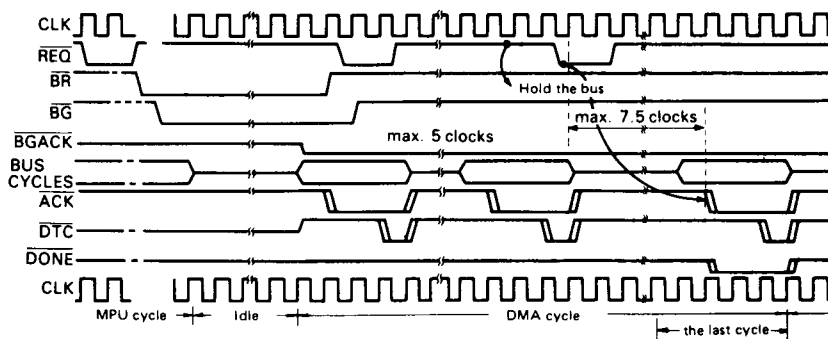 CLK
REQ
BR
Hold the bus
BG
max. 7.5 clocks
max. 5 clocks
BGACK
BUS
CYCLES
ACK
DTC
DONE
CLK
MPU cycle
Idle
DMA cycle
the last cycle